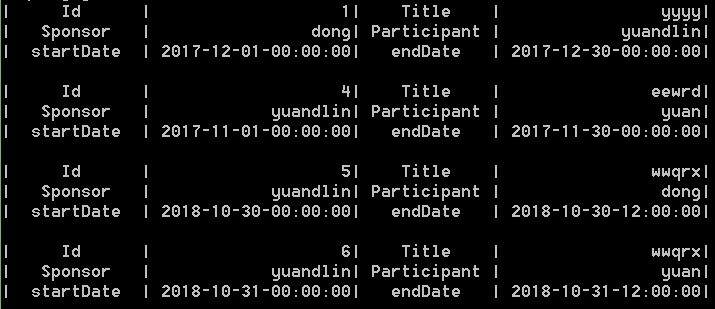 |    Id      |                   1|    Title    |                yyyy|
|  Sponsor   |                dong| Participant |            yuandlin|
| startDate  | 2017-12-01-00:00:00|   endDate   | 2017-12-30-00:00:00|
|    Id      |                   4|    Title    |               eewrd|
|  Sponsor   |            yuandlin| Participant |                yuan|
| startDate  | 2017-11-01-00:00:00|   endDate   | 2017-11-30-00:00:00|
|    Id      |                   5|    Title    |               wwqrx|
|  Sponsor   |            yuandlin| Participant |                dong|
| startDate  | 2018-10-30-00:00:00|   endDate   | 2018-10-30-12:00:00|
|    Id      |                   6|    Title    |               wwqrx|
|  Sponsor   |            yuandlin| Participant |                yuan|
| startDate  | 2018-10-31-00:00:00|   endDate   | 2018-10-31-12:00:00|